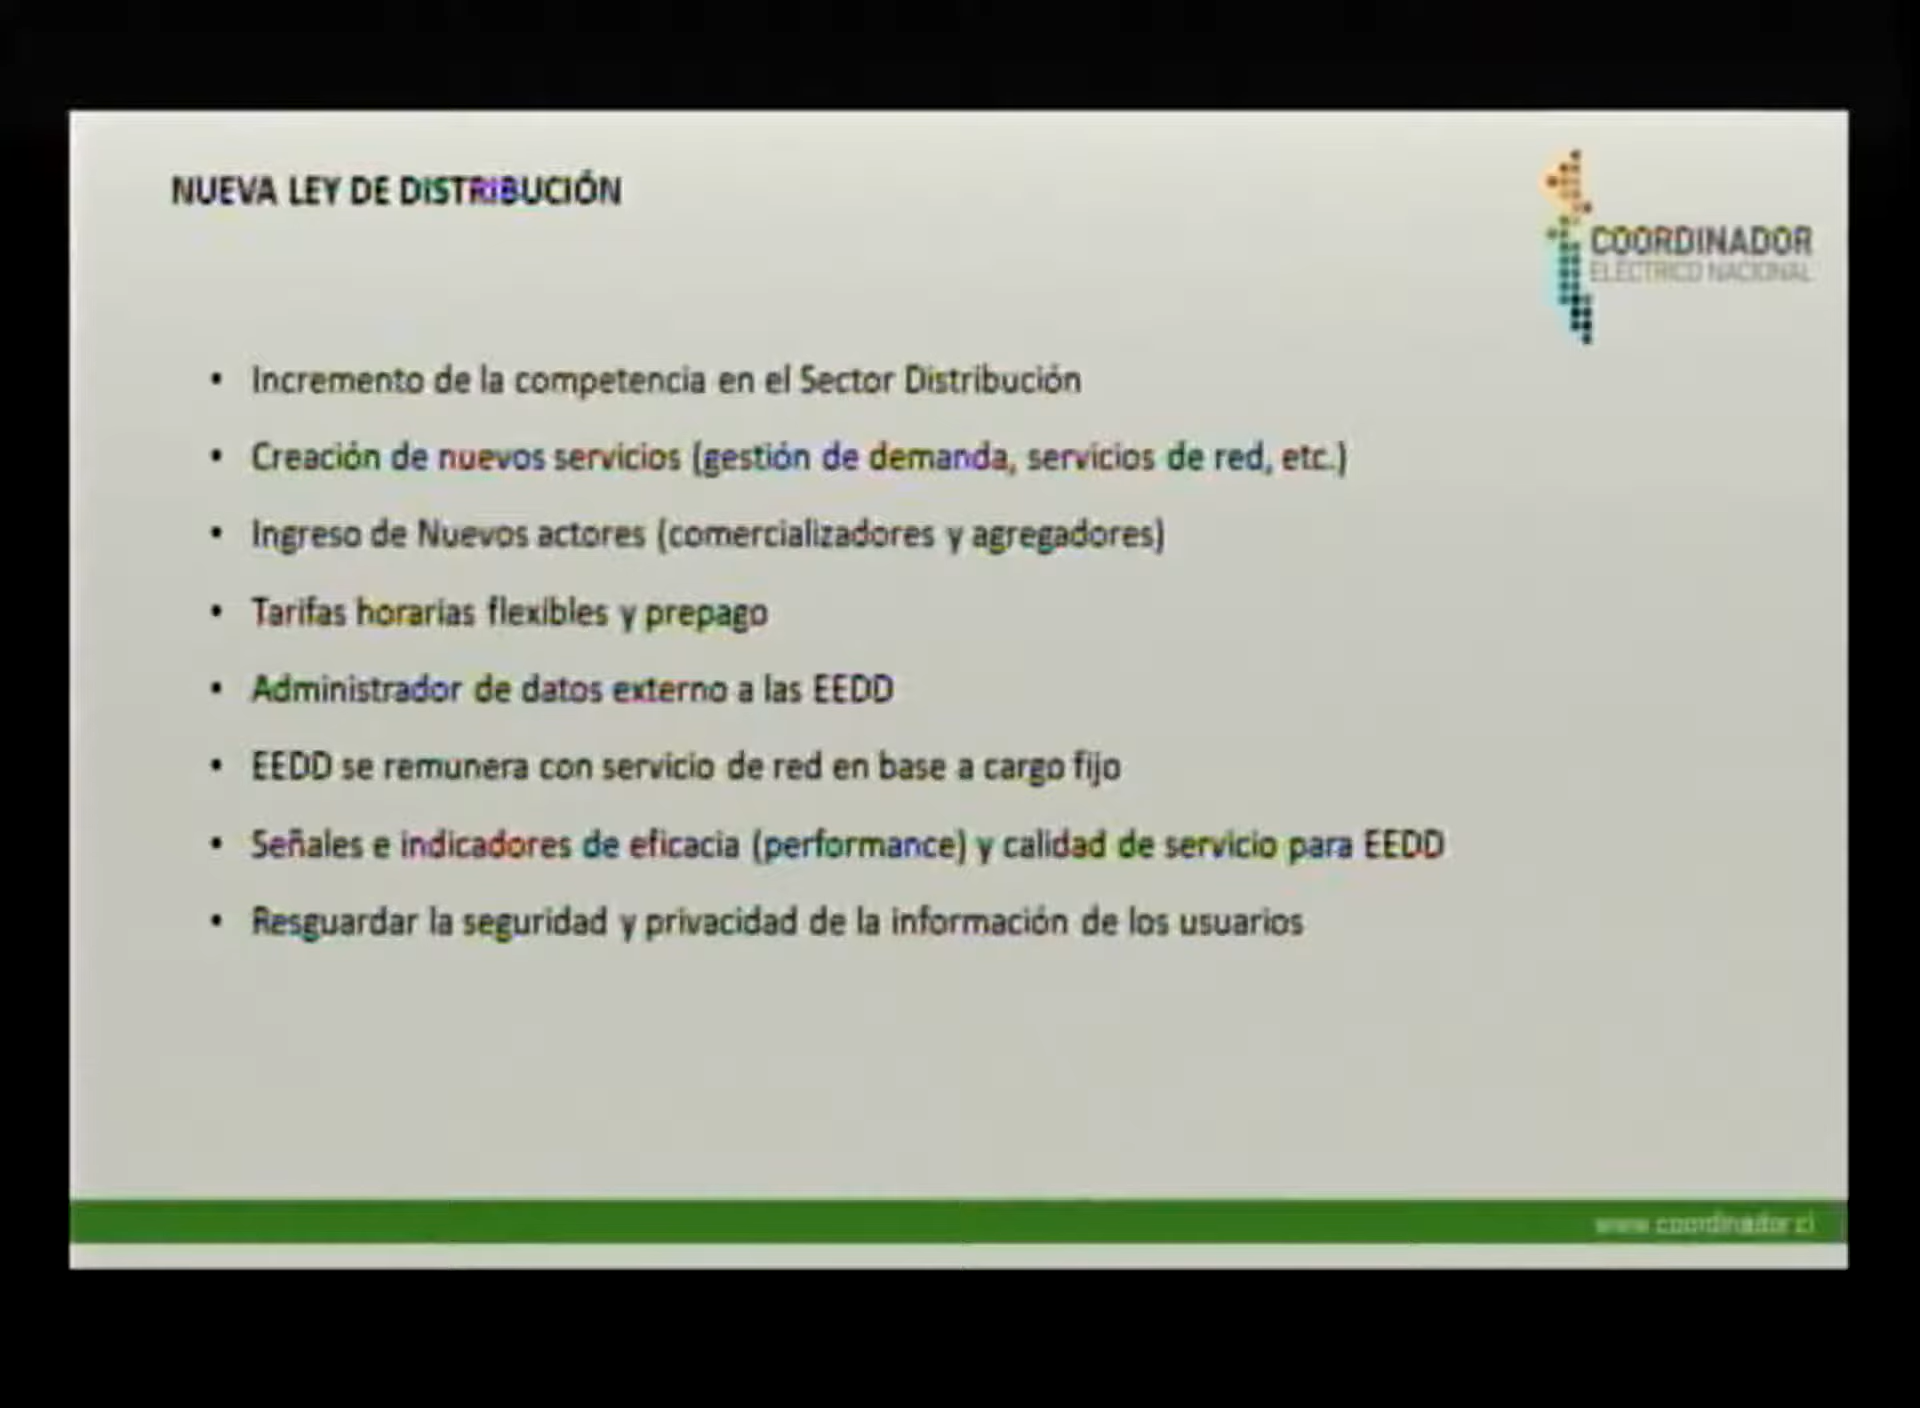 NUEVA LEY DE DISTRIBUCIÓN
COORDINADOR
ELÉCTRICO NACIONAL
• Incremento de la competencia en el Sector Distribución
• Creación de nuevos servicios (gestión de demanda, servicios de red, etc.)
• Ingreso de Nuevos actores (comercializadores y agregadores)
• Tarifas horarias flexibles y prepago
• Administrador de datos externo a las EEDD
• EEDD se remunera con servicio de red en base a cargo fijo
• Señales e indicadores de eficacia (performance) y calidad de servicio para EEDD
• Resguardar la seguridad y privacidad de la información de los usuarios
www.coordinador.cl